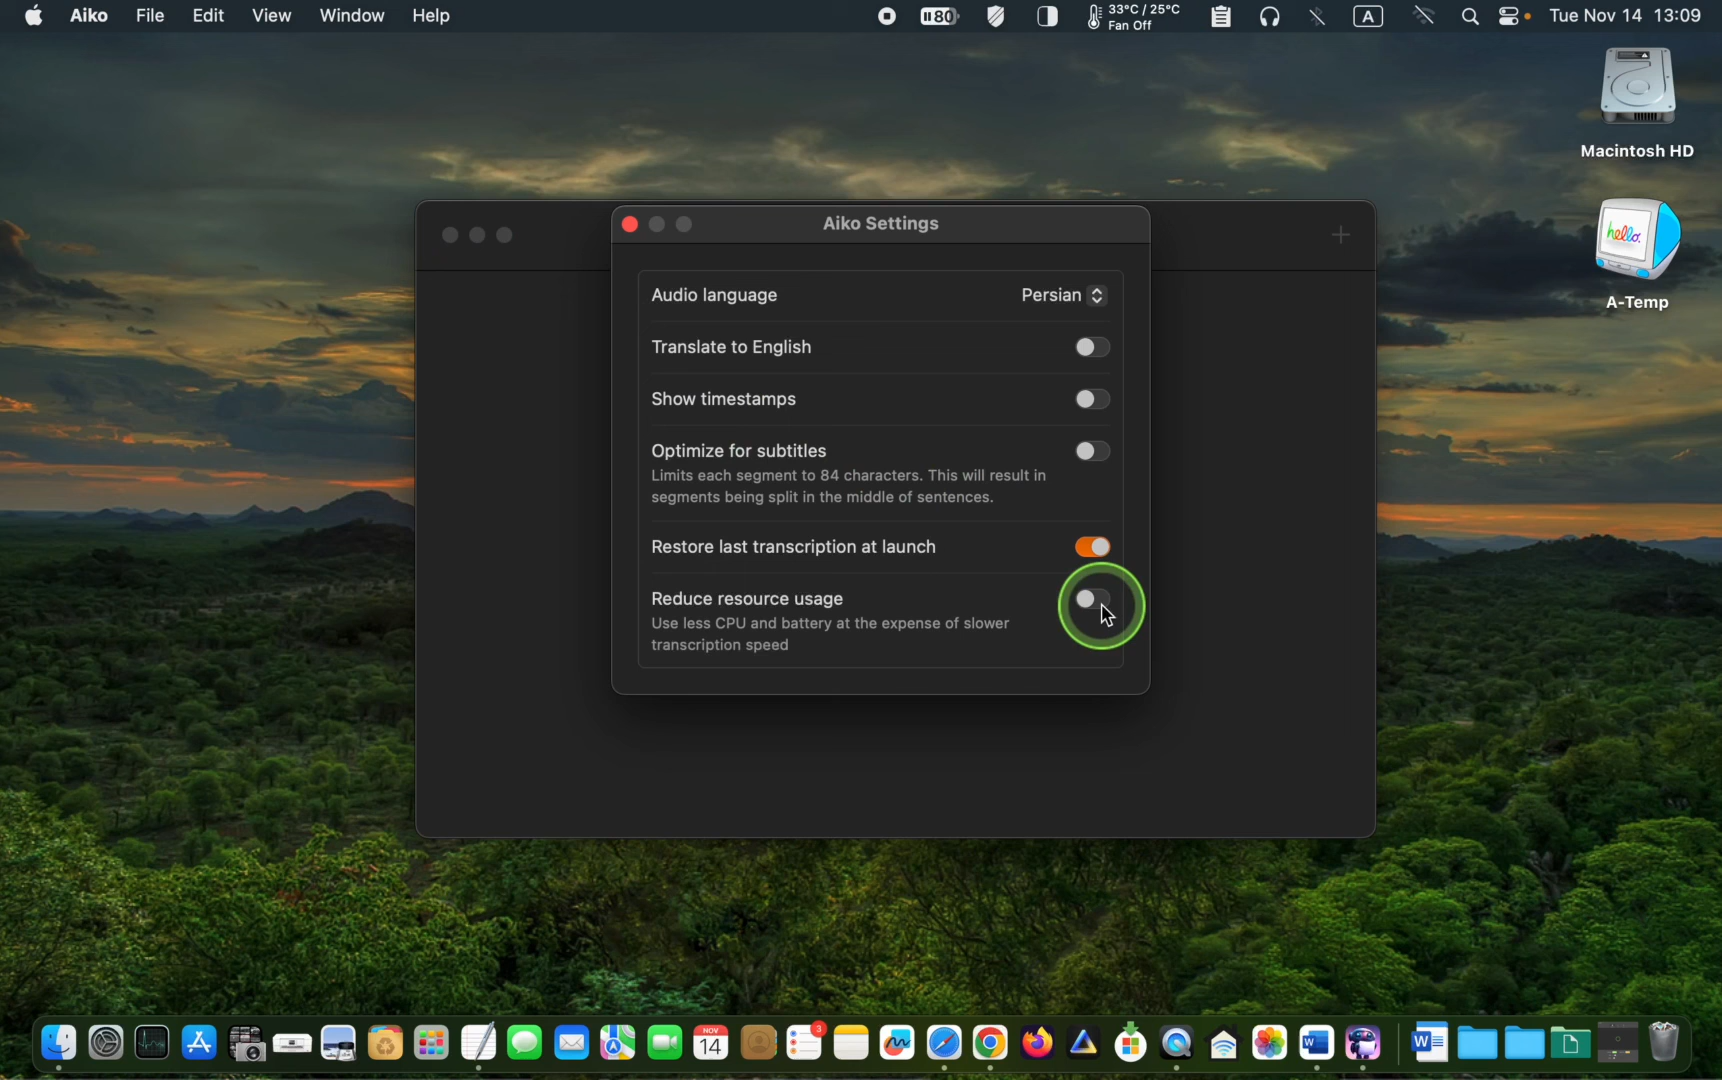 Aiko File Edit View Window Help
80
33°C / 25°C
Fan Off
A
Tue Nov 14 13:09
Macintosh HD
hello.
A-Temp
Aiko Settings
Audio language Persian
Translate to English
Show timestamps
Optimize for subtitles
Limits each segment to 84 characters. This will result in
segments being split in the middle of sentences.
Restore last transcription at launch
Reduce resource usage
Use less CPU and battery at the expense of slower
transcription speed
NOV
14
3
W
W